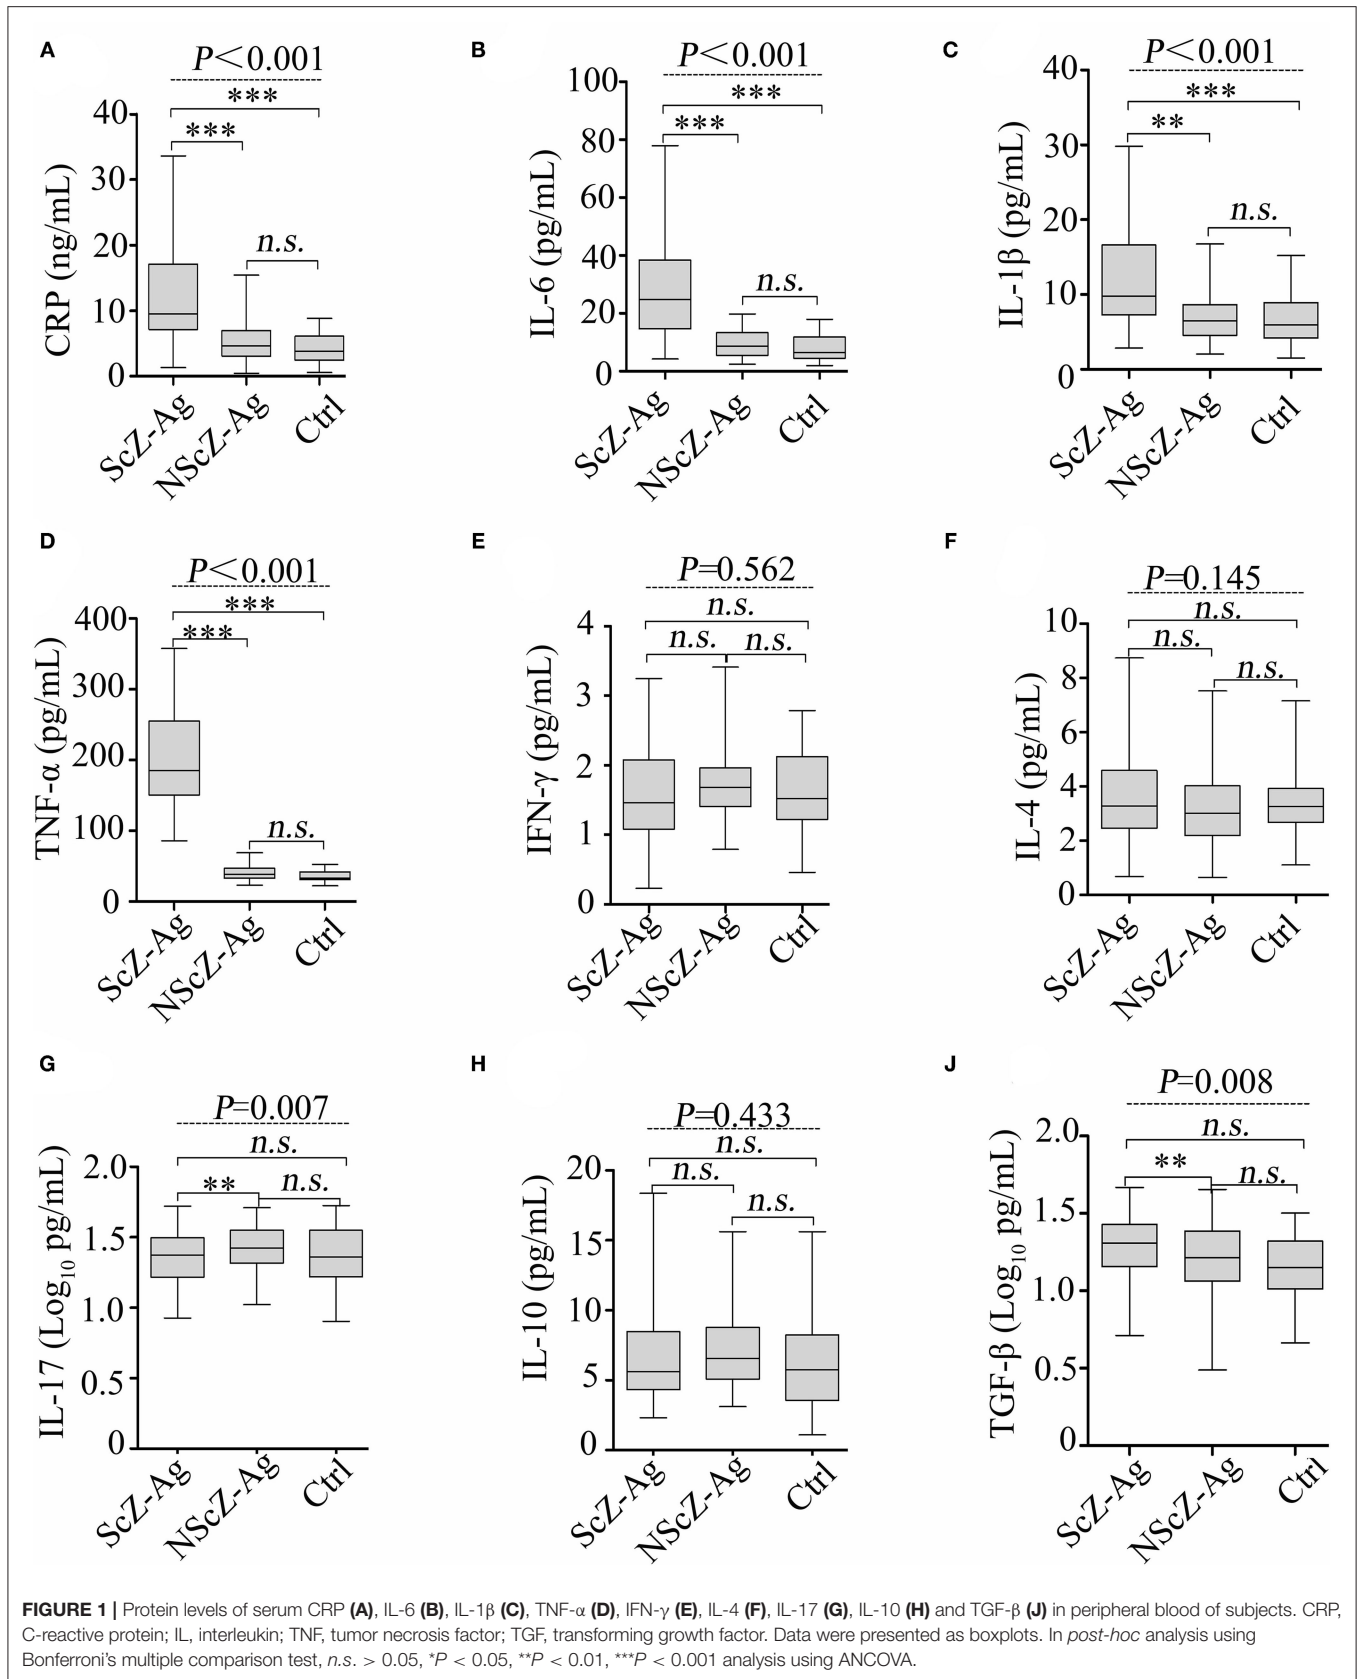 A
P<0.001
***
***
n.s.
CRP (ng/mL)
40
30
20
10
0
ScZ-Ag
NScZ-Ag
Ctrl
B
P<0.001
***
***
n.s.
IL-6 (pg/mL)
100
80
60
40
20
0
ScZ-Ag
NScZ-Ag
Ctrl
C
P<0.001
***
**
n.s.
IL-1β (pg/mL)
40
30
20
10
0
ScZ-Ag
NScZ-Ag
Ctrl
D
P<0.001
***
***
n.s.
TNF-α (pg/mL)
400
300
200
100
0
ScZ-Ag
NScZ-Ag
Ctrl
E
P=0.562
n.s.
n.s.
n.s.
IFN-γ (pg/mL)
4
3
2
1
0
ScZ-Ag
NScZ-Ag
Ctrl
F
P=0.145
n.s.
n.s.
n.s.
IL-4 (pg/mL)
10
8
6
4
2
0
ScZ-Ag
NScZ-Ag
Ctrl
G
P=0.007
n.s.
**
n.s.
IL-17 (Log10 pg/mL)
2.0
1.5
1.0
0.5
0
ScZ-Ag
NScZ-Ag
Ctrl
H
P=0.433
n.s.
n.s.
n.s.
IL-10 (pg/mL)
20
15
10
5
0
ScZ-Ag
NScZ-Ag
Ctrl
J
P=0.008
n.s.
**
n.s.
TGF-β (Log10 pg/mL)
2.0
1.5
1.0
0.5
0
ScZ-Ag
NScZ-Ag
Ctrl
FIGURE 1 | Protein levels of serum CRP (A), IL-6 (B), IL-1β (C), TNF-α (D), IFN-γ (E), IL-4 (F), IL-17 (G), IL-10 (H) and TGF-β (J) in peripheral blood of subjects. CRP,
C-reactive protein; IL, interleukin; TNF, tumor necrosis factor; TGF, transforming growth factor. Data were presented as boxplots. In post-hoc analysis using
Bonferroni's multiple comparison test, n.s. > 0.05, *P < 0.05, **P < 0.01, ***P < 0.001 analysis using ANCOVA.